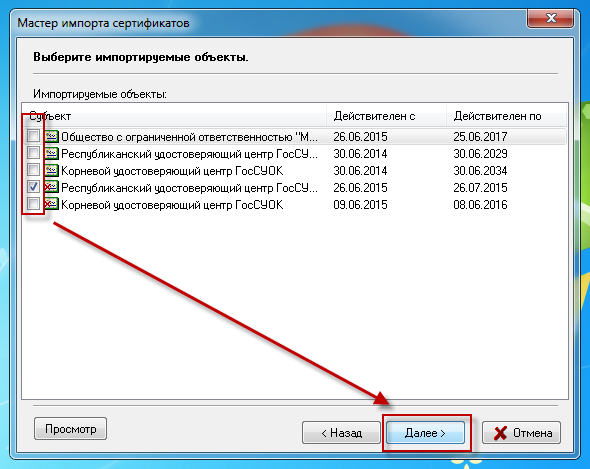 Мастер импорта сертификатов
Выберите импортируемые объекты.
Импортируемые объекты:
Субъект Действителен с Действителен по
Общество с ограниченной ответственностью "М... 26.06.2015 25.06.2017
Республиканский удостоверяющий центр ГосСУ... 30.06.2014 30.06.2029
Корневой удостоверяющий центр ГосСУОК 30.06.2014 30.06.2034
Республиканский удостоверяющий центр ГосСУ... 26.06.2015 26.07.2015
Корневой удостоверяющий центр ГосСУОК 09.06.2015 08.06.2016
Просмотр < Назад Далее > Отмена